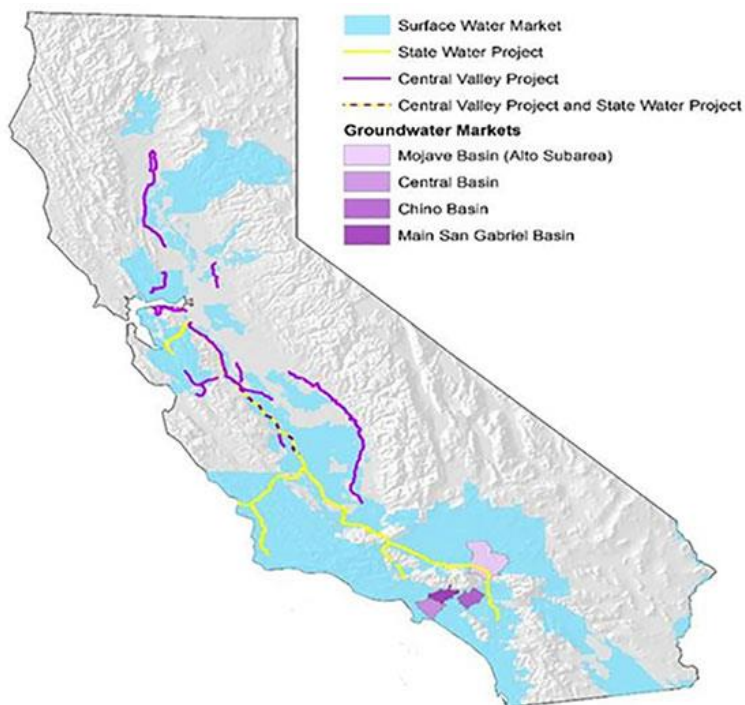 Surface Water Market
State Water Project
Central Valley Project
Central Valley Project and State Water Project
Groundwater Markets
Mojave Basin (Alto Subarea)
Central Basin
Chino Basin
Main San Gabriel Basin